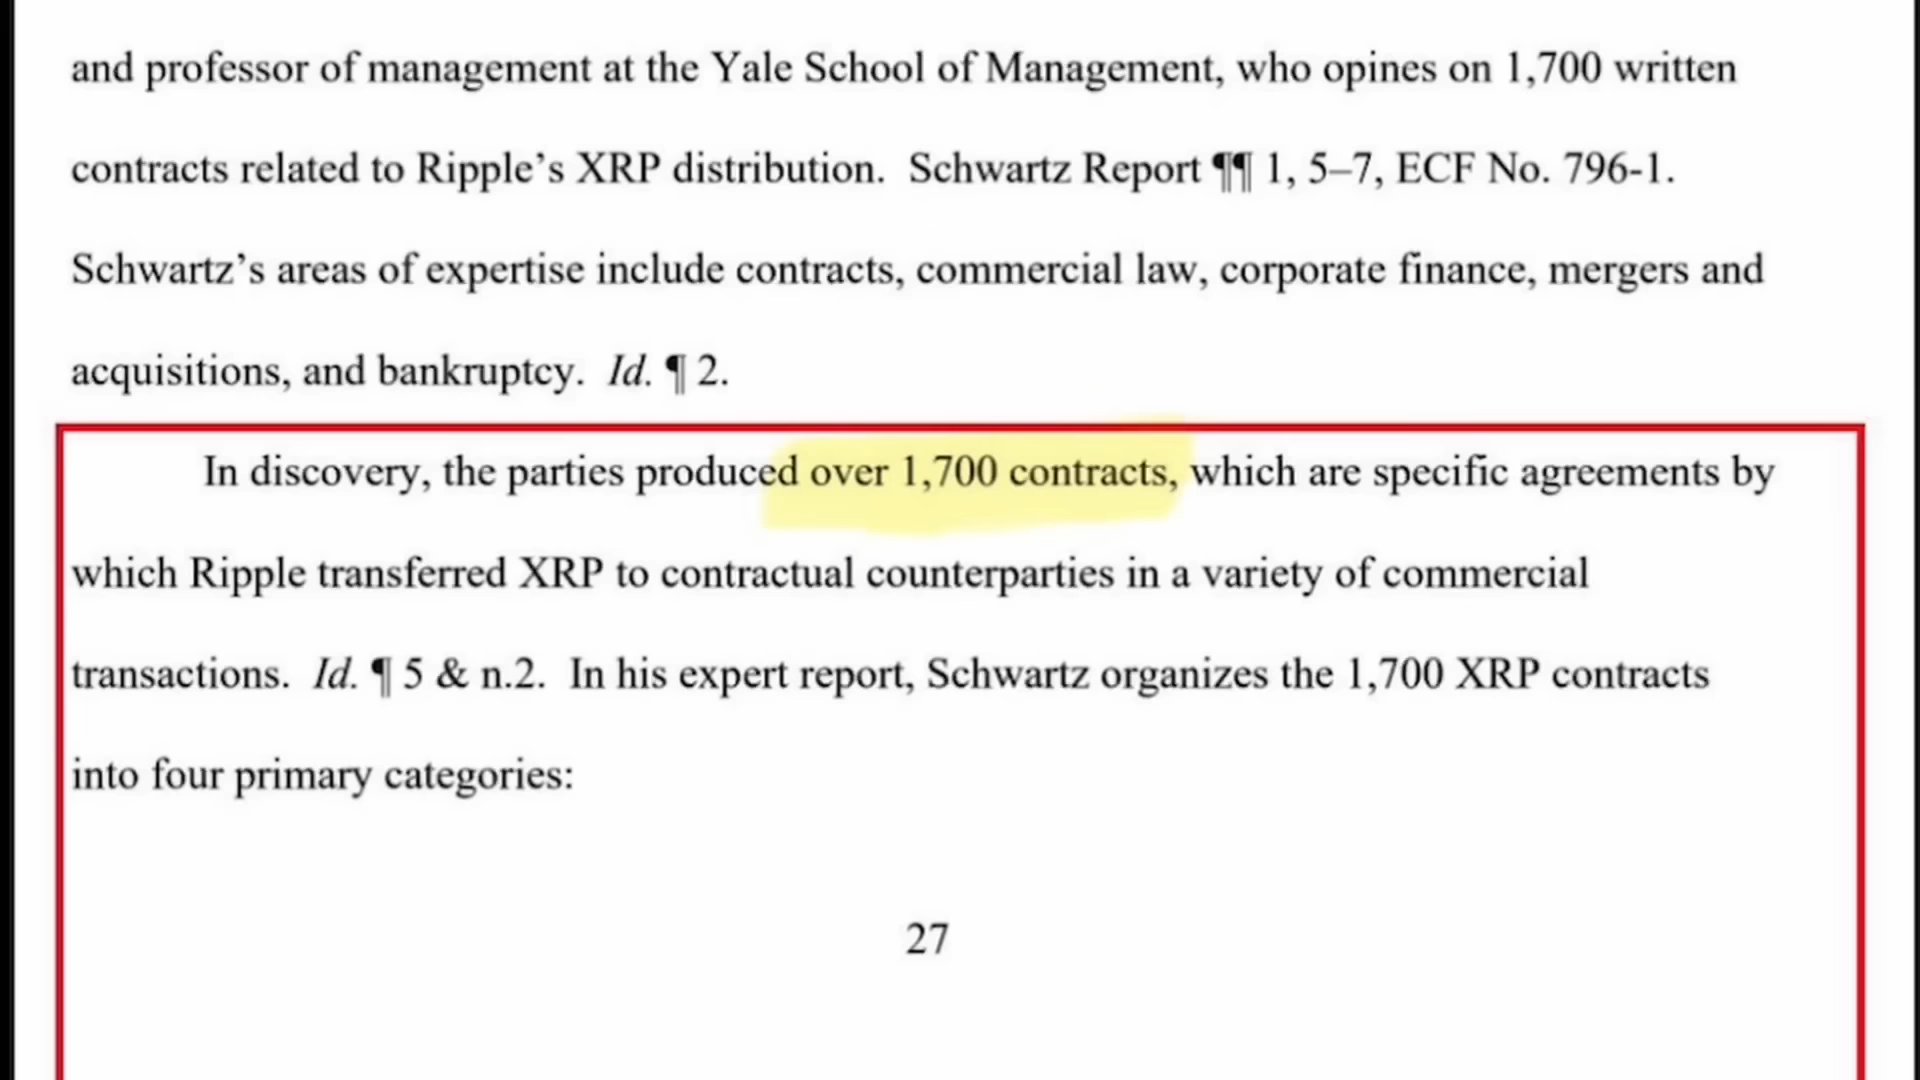 and professor of management at the Yale School of Management, who opines on 1,700 written
contracts related to Ripple’s XRP distribution.  Schwartz Report ¶¶ 1, 5–7, ECF No. 796-1.
Schwartz’s areas of expertise include contracts, commercial law, corporate finance, mergers and
acquisitions, and bankruptcy.  Id. ¶ 2.
In discovery, the parties produced over 1,700 contracts, which are specific agreements by
which Ripple transferred XRP to contractual counterparties in a variety of commercial
transactions.  Id. ¶ 5 & n.2.  In his expert report, Schwartz organizes the 1,700 XRP contracts
into four primary categories:
27